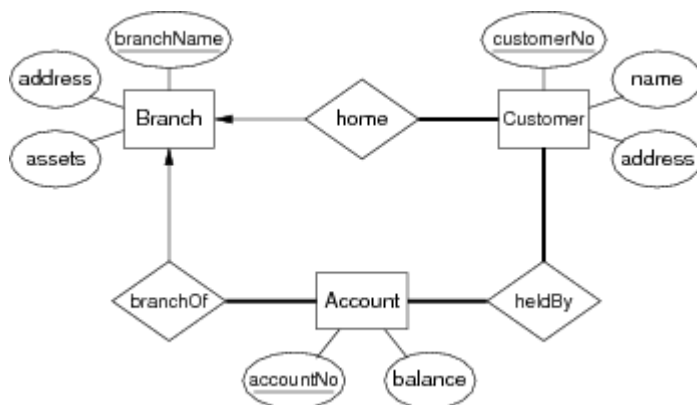 branchName
customerNo
address
name
Branch
home
Customer
assets
address
branchOf
Account
heldBy
accountNo
balance